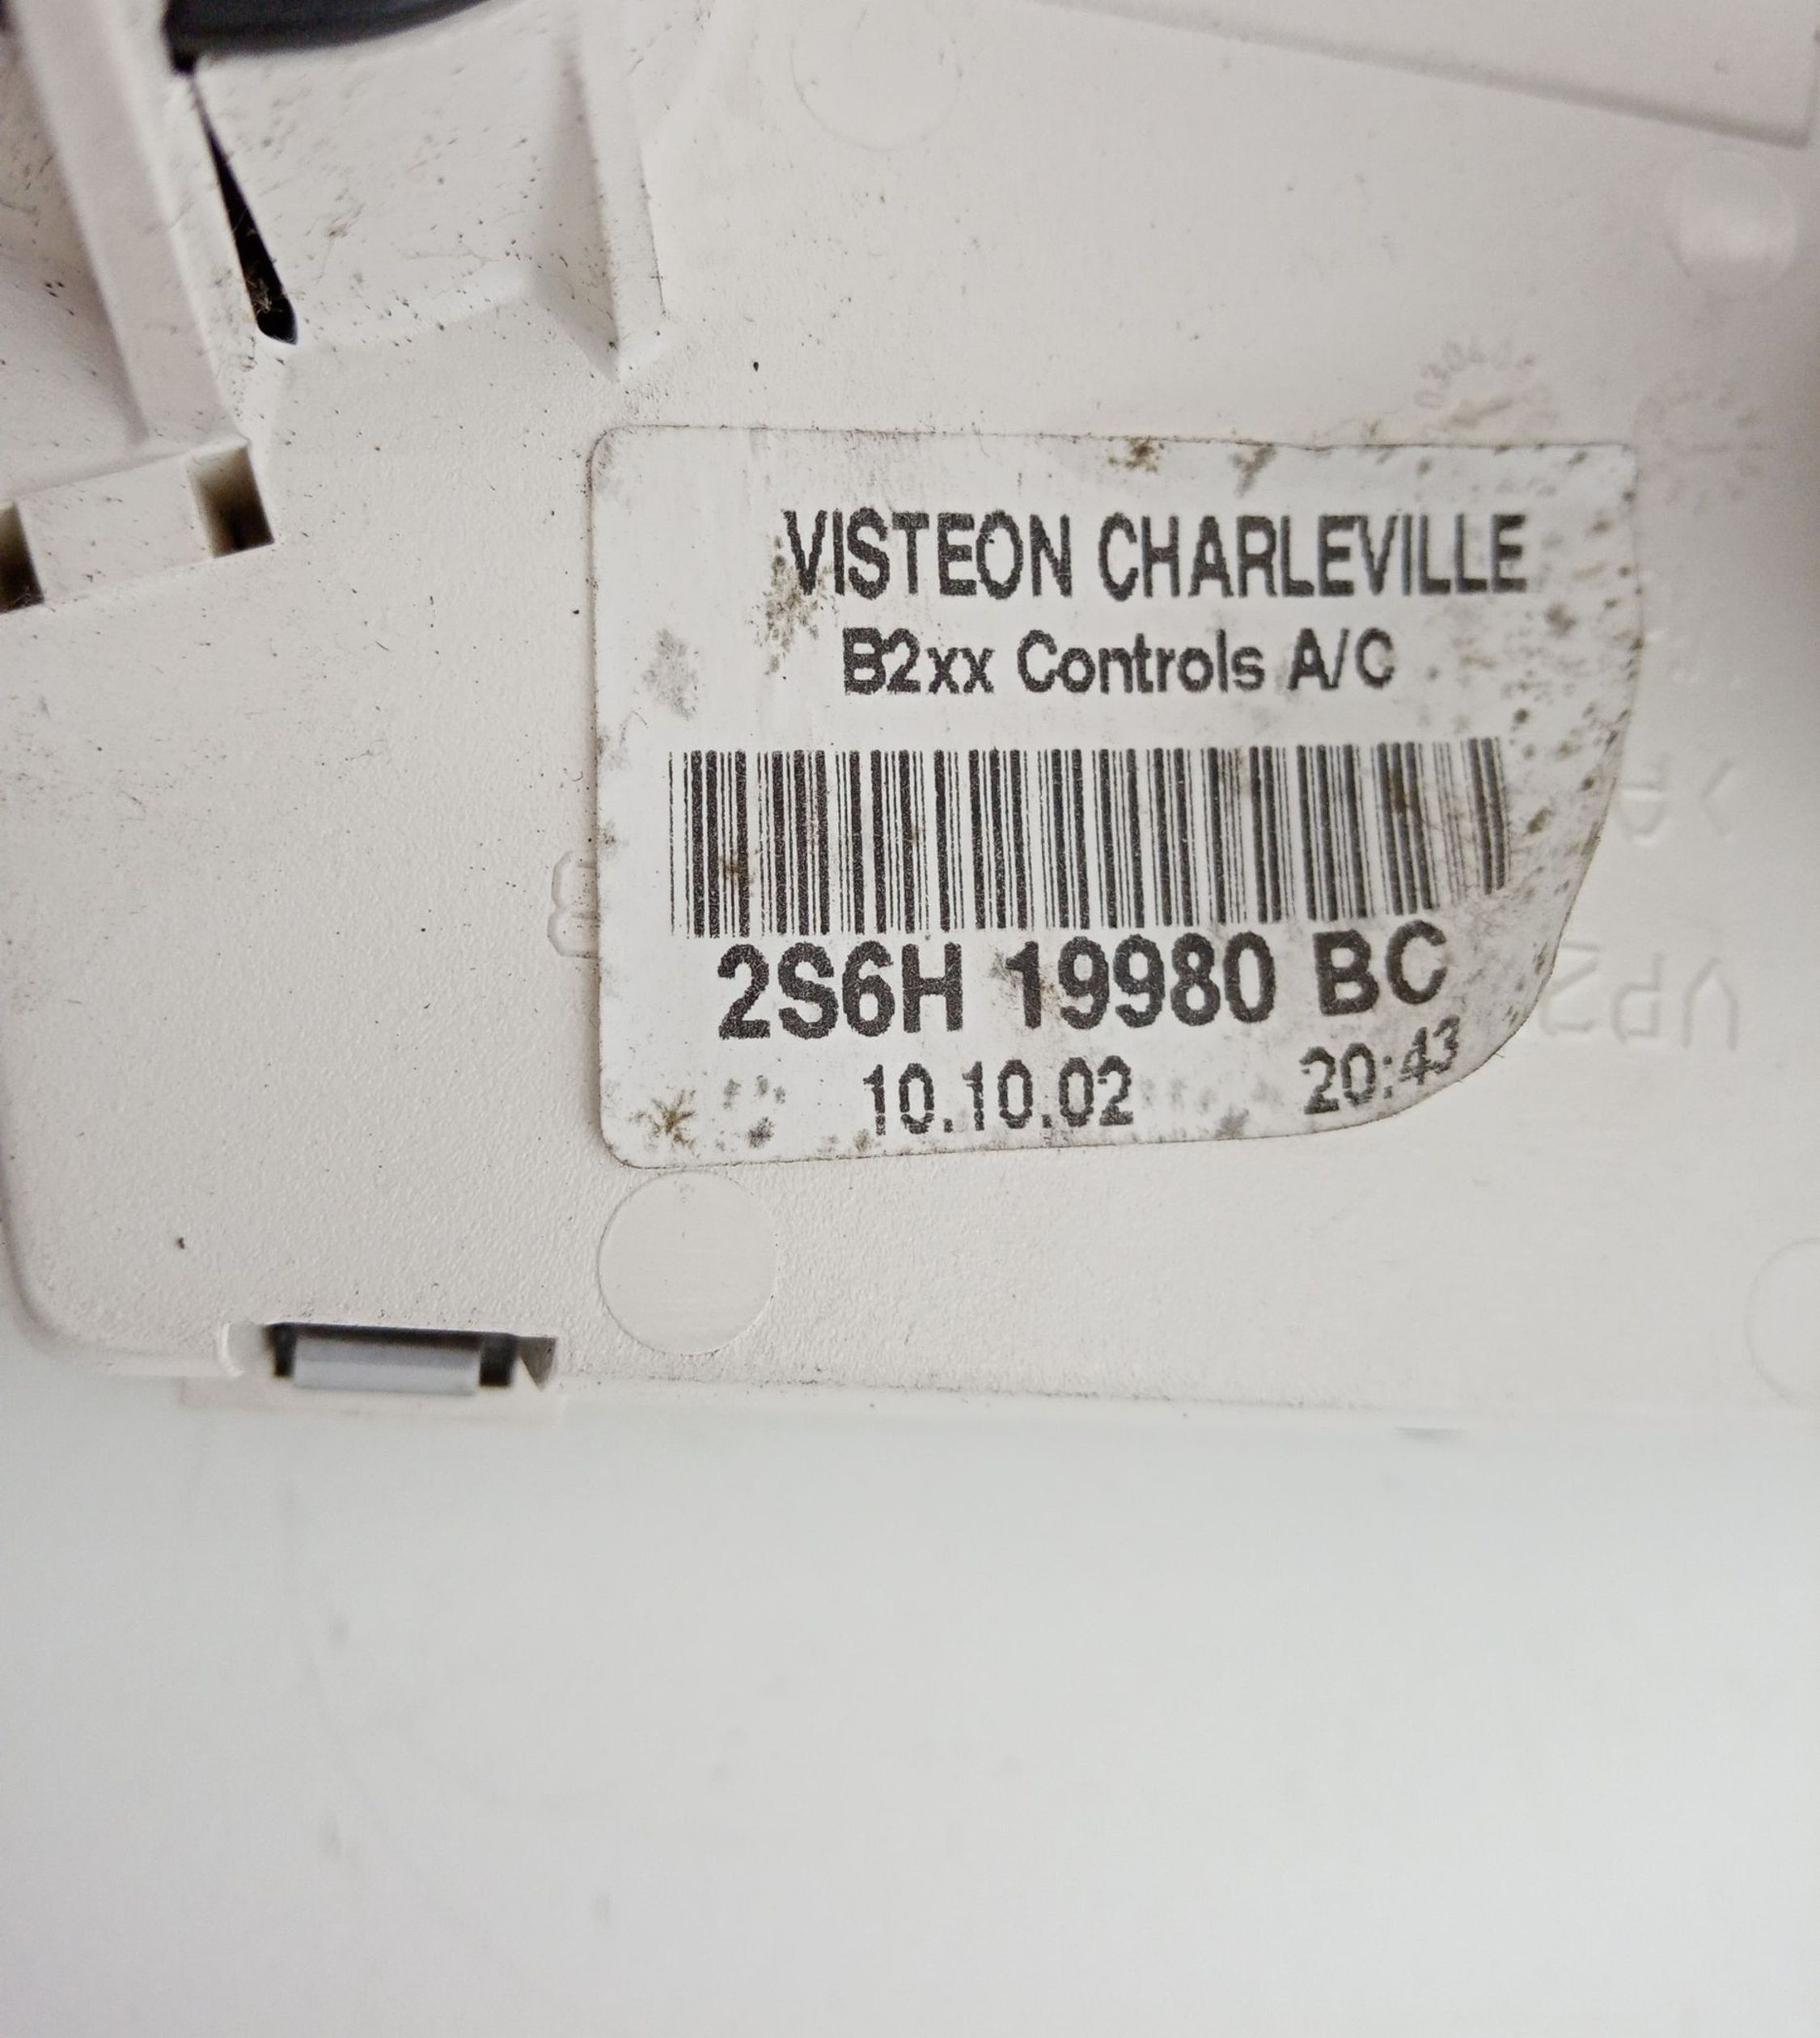 VISTEON CHARLEVILLE
B2xx Controls A/C
2S6H 19980 BC
10.10.02 20:43